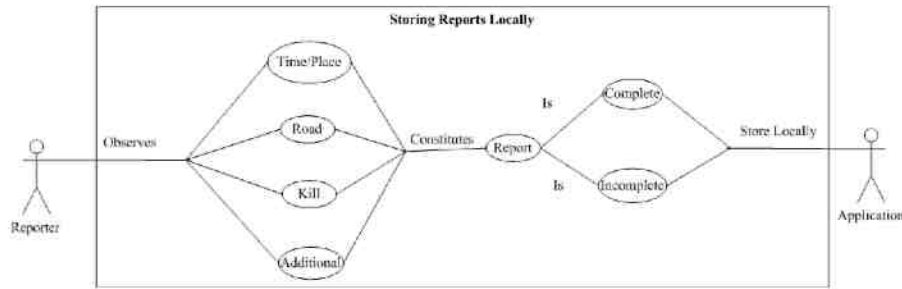 Storing Reports Locally
Time/Place
Complete
Is
Road
Observes
Constitutes
Report
Store Locally
Is
Kill
Incomplete
Reporter
Application
Additional